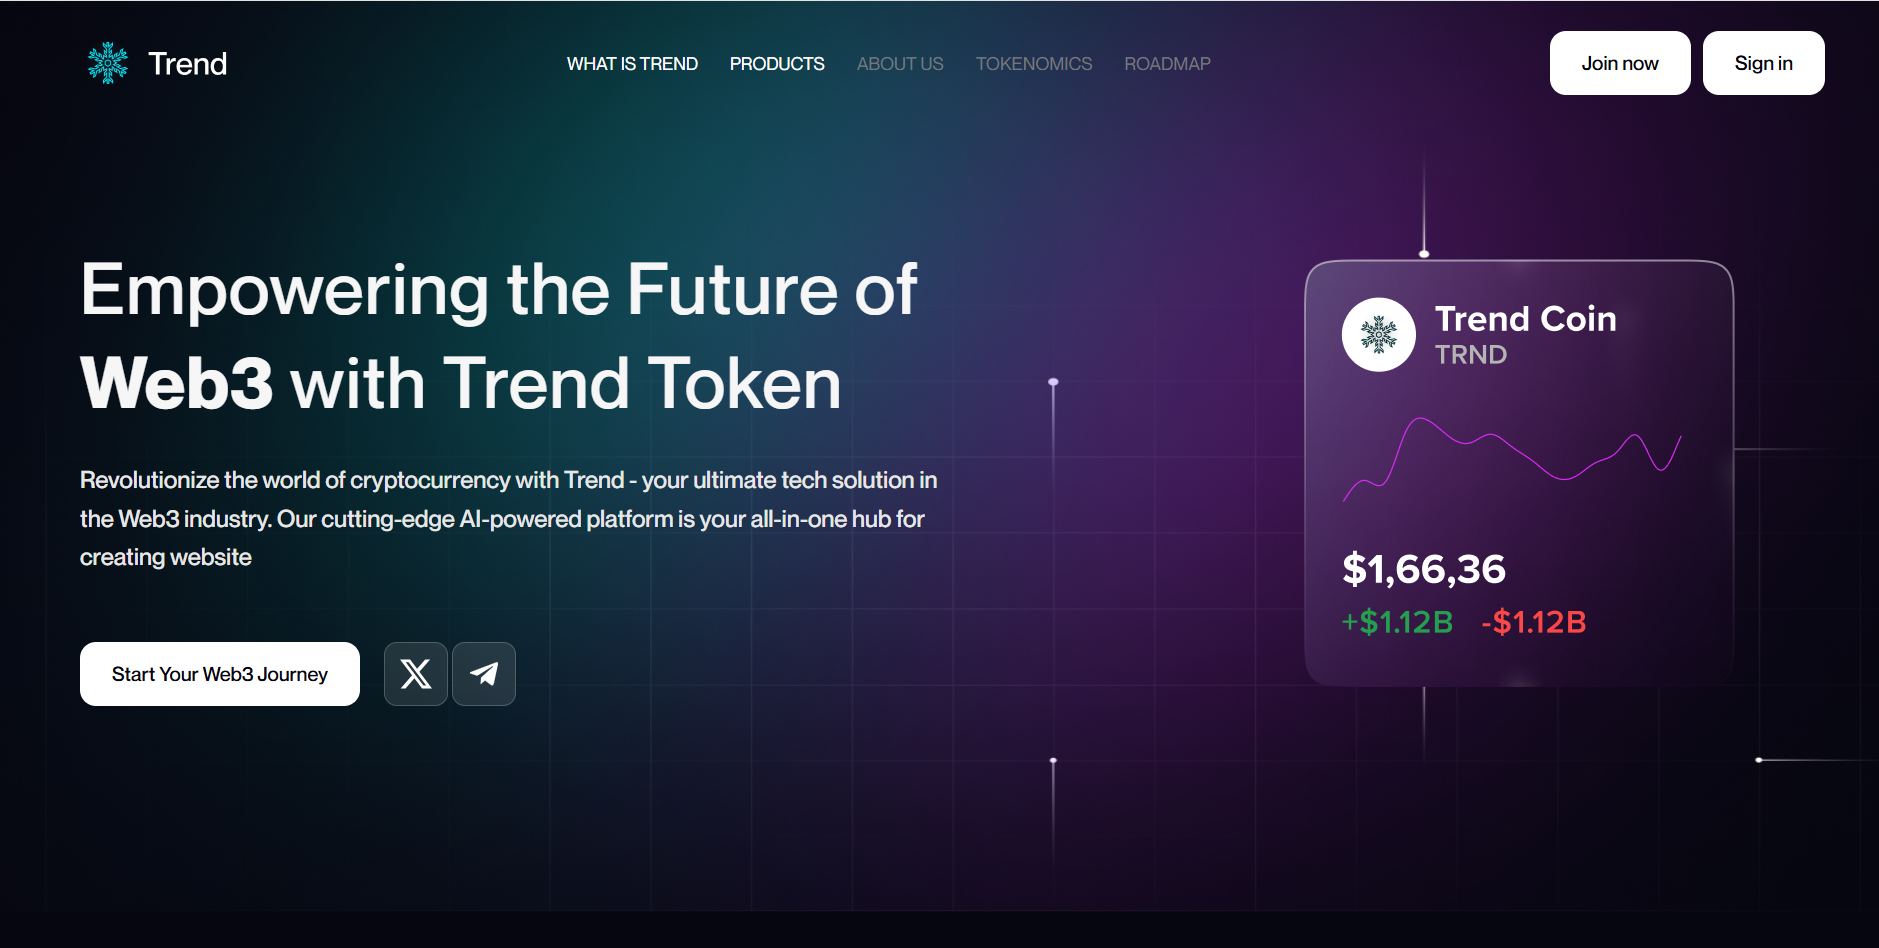 Trend
WHAT IS TREND PRODUCTS ABOUT US TOKENOMICS ROADMAP
Join now
Sign in
Empowering the Future of
Web3 with Trend Token
Revolutionize the world of cryptocurrency with Trend - your ultimate tech solution in
the Web3 industry. Our cutting-edge AI-powered platform is your all-in-one hub for
creating website
Start Your Web3 Journey
Trend Coin
TRND
$1,66,36
+$1.12B -$1.12B